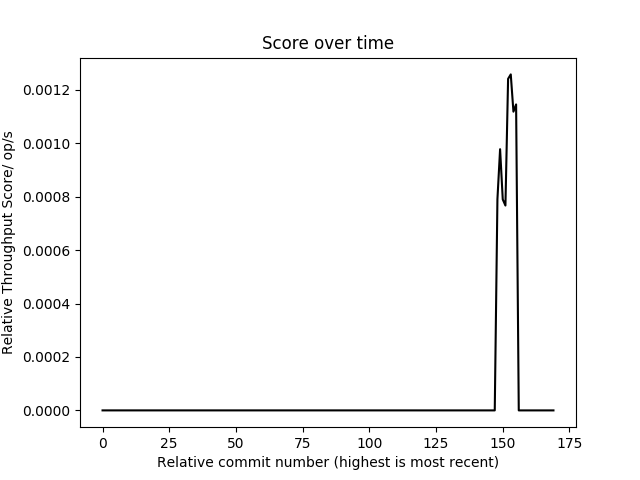 Score over time
Relative Throughput Score/ op/s
0.0012
0.0010
0.0008
0.0006
0.0004
0.0002
0.0000
0 25 50 75 100 125 150 175
Relative commit number (highest is most recent)